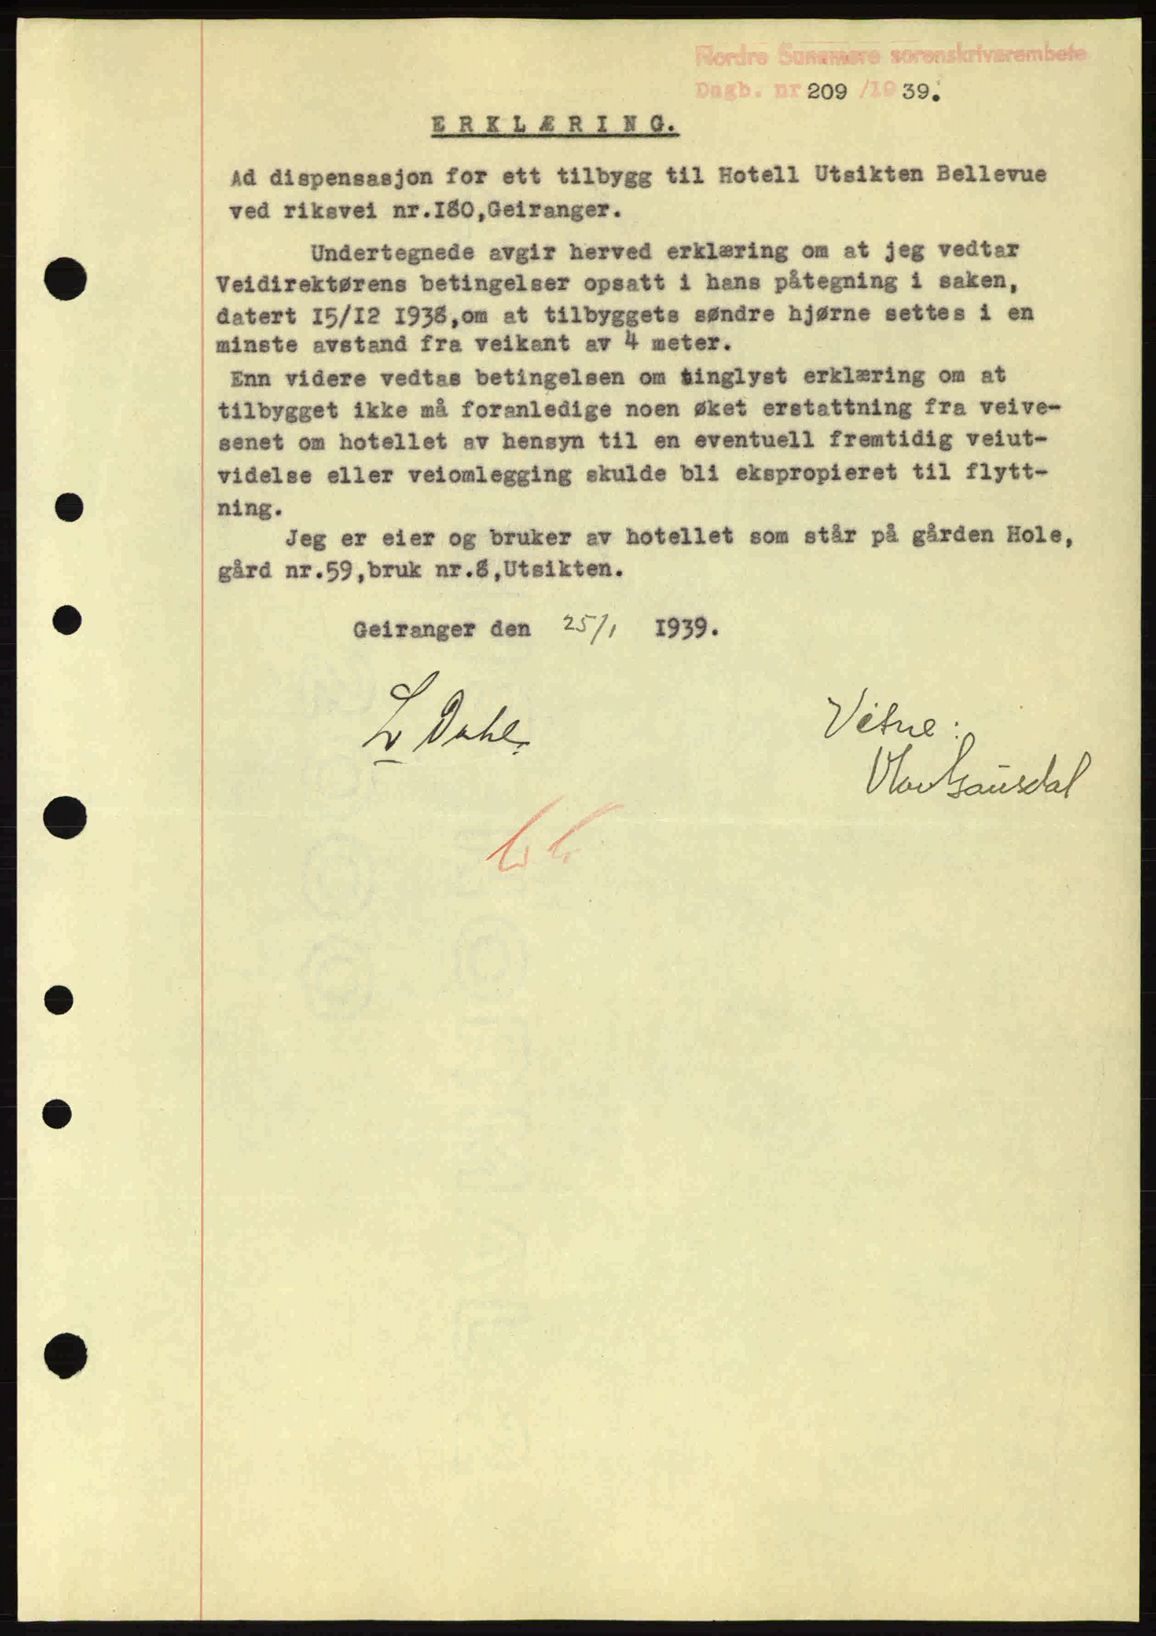 Nordre Sunnmøre sorenskrivarembete
Dagb. nr 209 /1939.
ERKLÆRING.
Ad dispensasjon for ett tilbygg til Hotell Utsikten Bellevue
ved riksvei nr.180,Geiranger.
Undertegnede avgir herved erklæring om at jeg vedtar
Veidirektørens betingelser opsatt i hans påtegning i saken,
datert 15/12 1938,om at tilbyggets søndre hjørne settes i en
minste avstand fra veikant av 4 meter.
Enn videre vedtas betingelsen om tinglyst erklæring om at
tilbygget ikke må foranledige noen øket erstattning fra veive-
senet om hotellet av hensyn til en eventuell fremtidig veiut-
videlse eller veiomlegging skulde bli ekspropieret til flytt-
ning.
Jeg er eier og bruker av hotellet som står på gården Hole,
gård nr.59,bruk nr.8,Utsikten.
Geiranger den 25/1 1939.
Dahl.
Vitne:
Gausdal